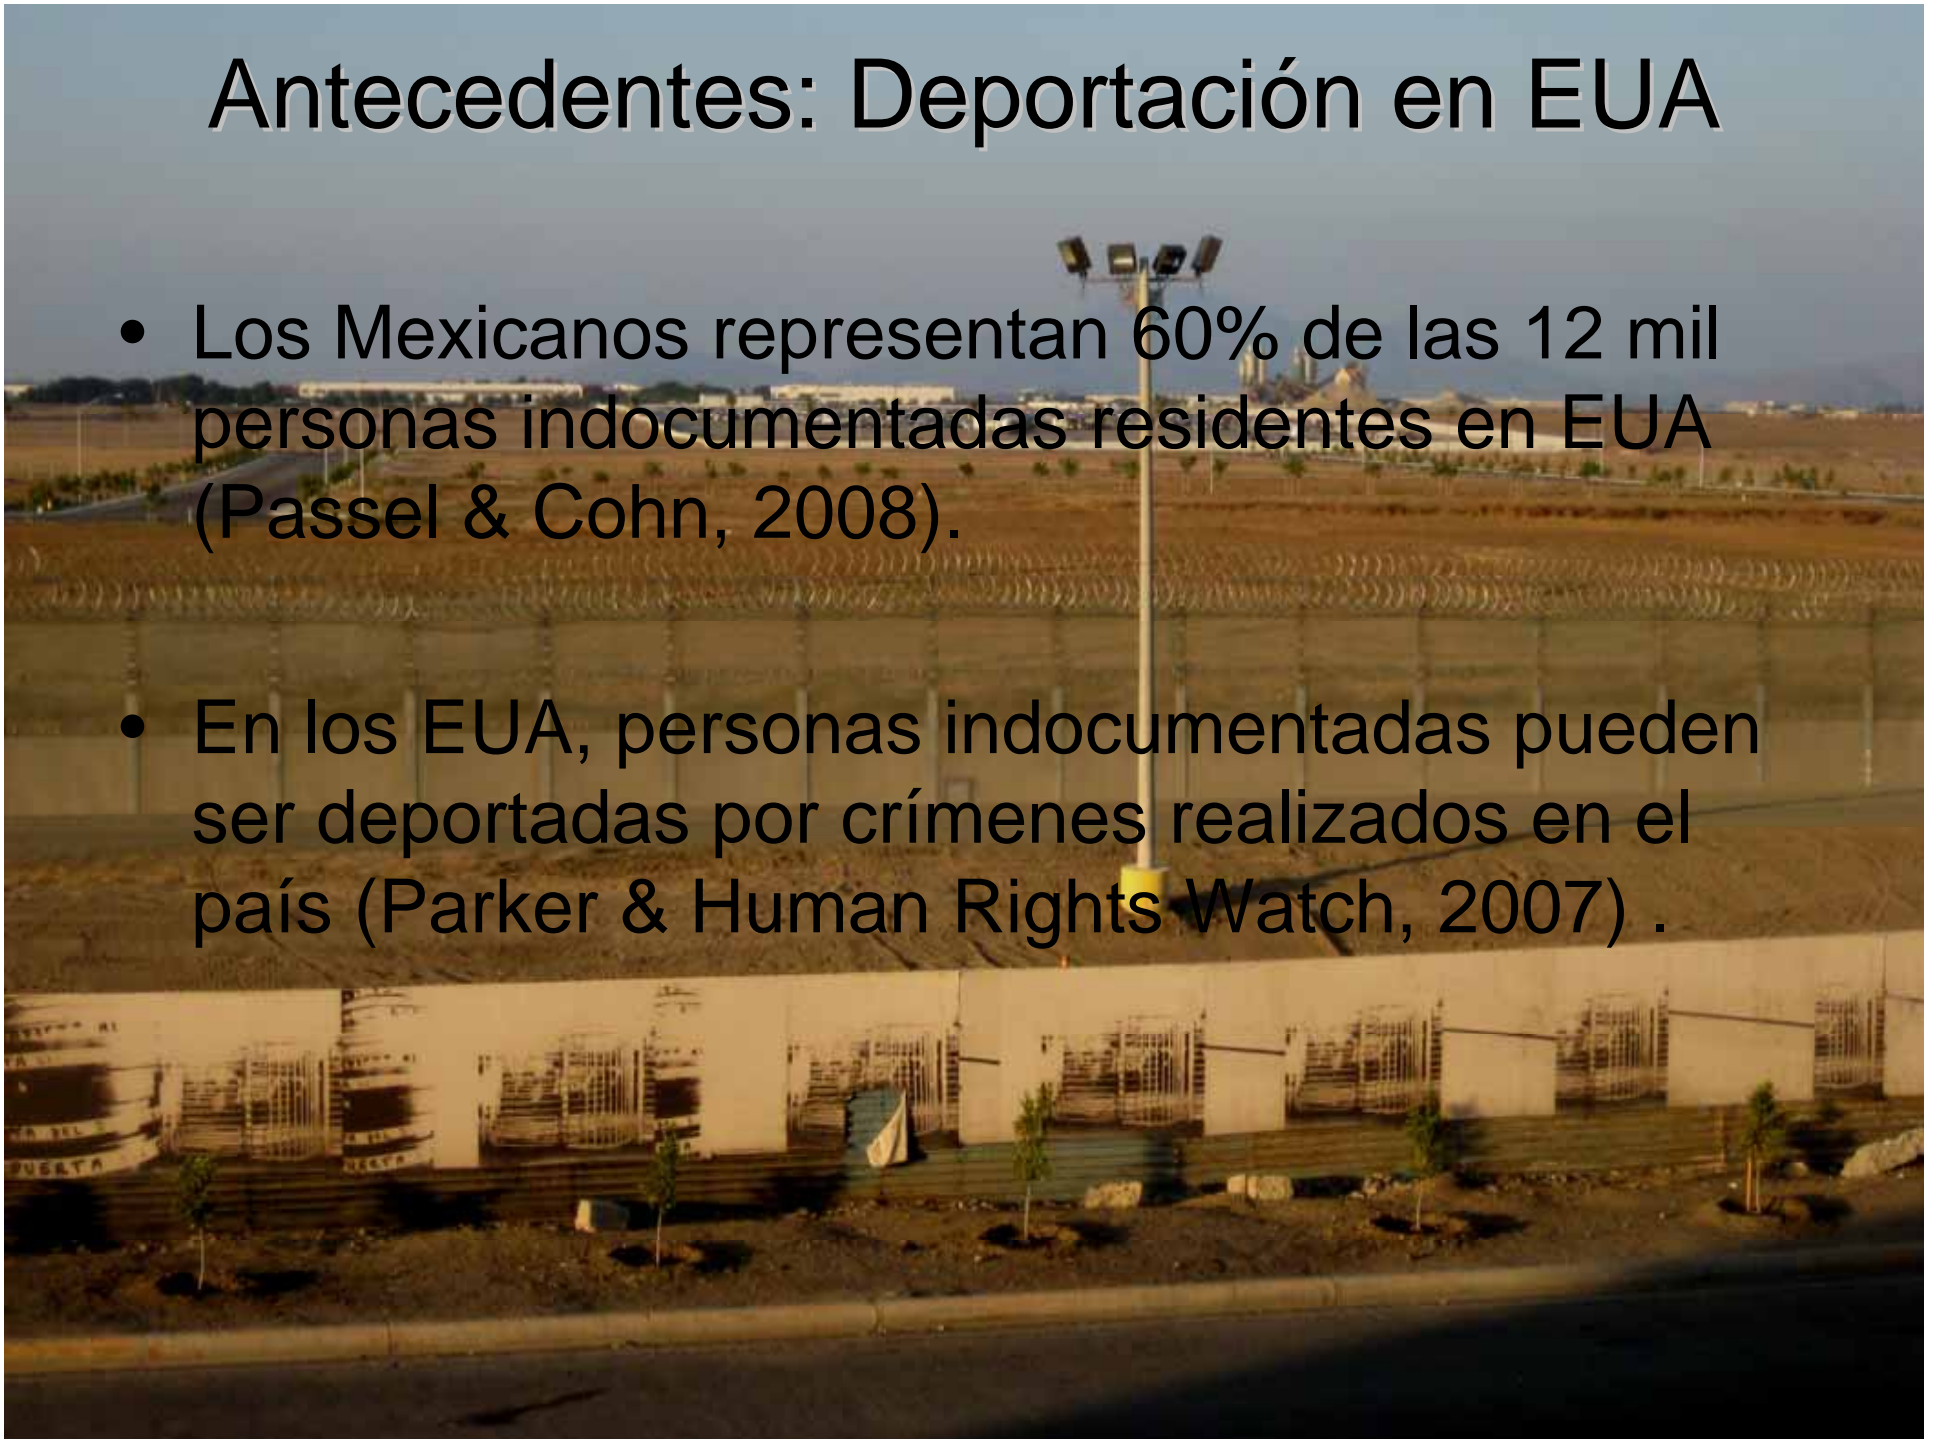 Antecedentes: Deportación en EUA
• Los Mexicanos representan 60% de las 12 mil
personas indocumentadas residentes en EUA
(Passel & Cohn, 2008).
• En los EUA, personas indocumentadas pueden
ser deportadas por crímenes realizados en el
país (Parker & Human Rights Watch, 2007) .
PUERTA